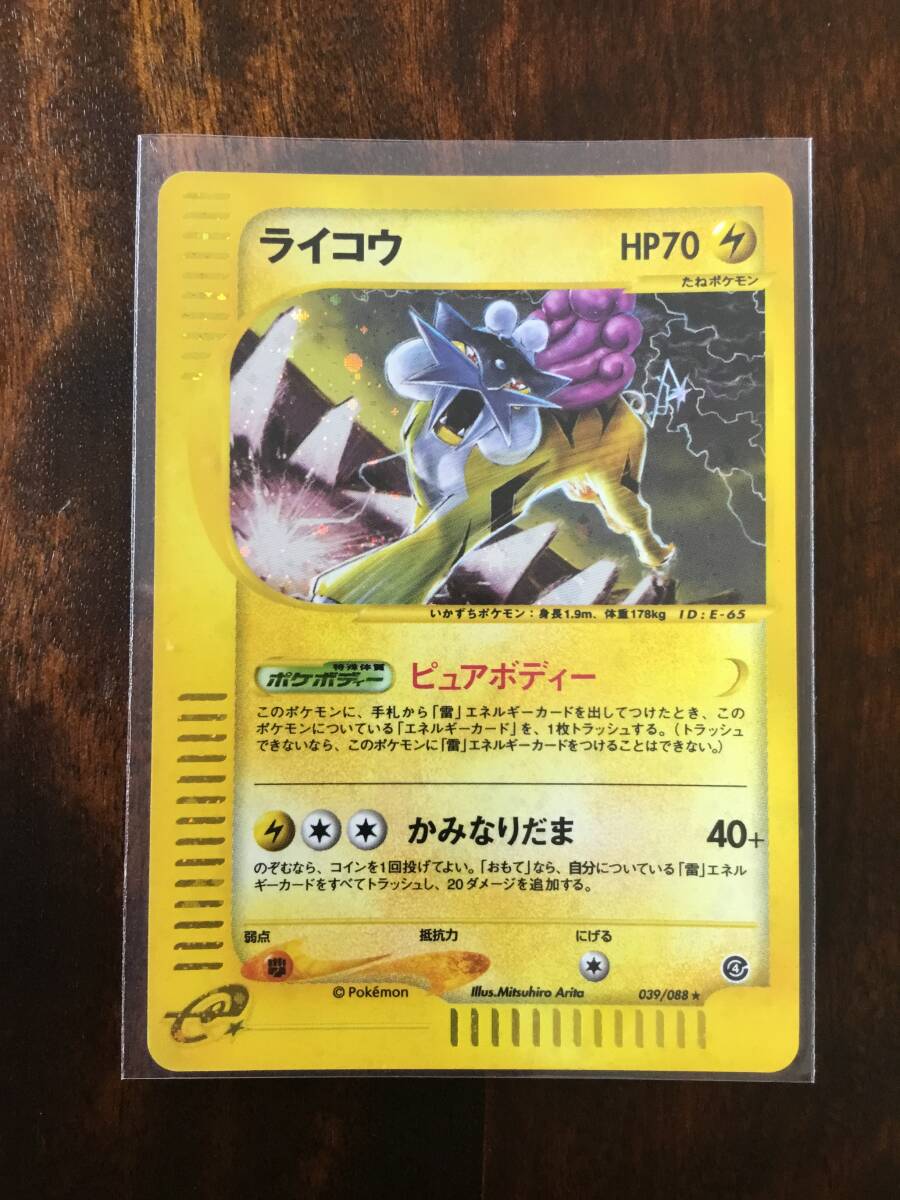 ライコウ
HP70
たねポケモン
いかずちポケモン：身長1.9m、体重178kg ID:E-65
特殊体質
ポケボディー
ピュアボディー
このポケモンに、手札から「雷」エネルギーカードを出してつけたとき、この
ポケモンについている「エネルギーカード」を、1枚トラッシュする。（トラッシュ
できないなら、このポケモンに「雷」エネルギーカードをつけることはできない。）
かみなりだま 40+
のぞむなら、コインを1回投げてよい。「おもて」なら、自分についている「雷」エネル
ギーカードをすべてトラッシュし、20ダメージを追加する。
弱点 抵抗力 にげる
4
© Pokémon Illus.Mitsuhiro Arita 039/088 ★
e